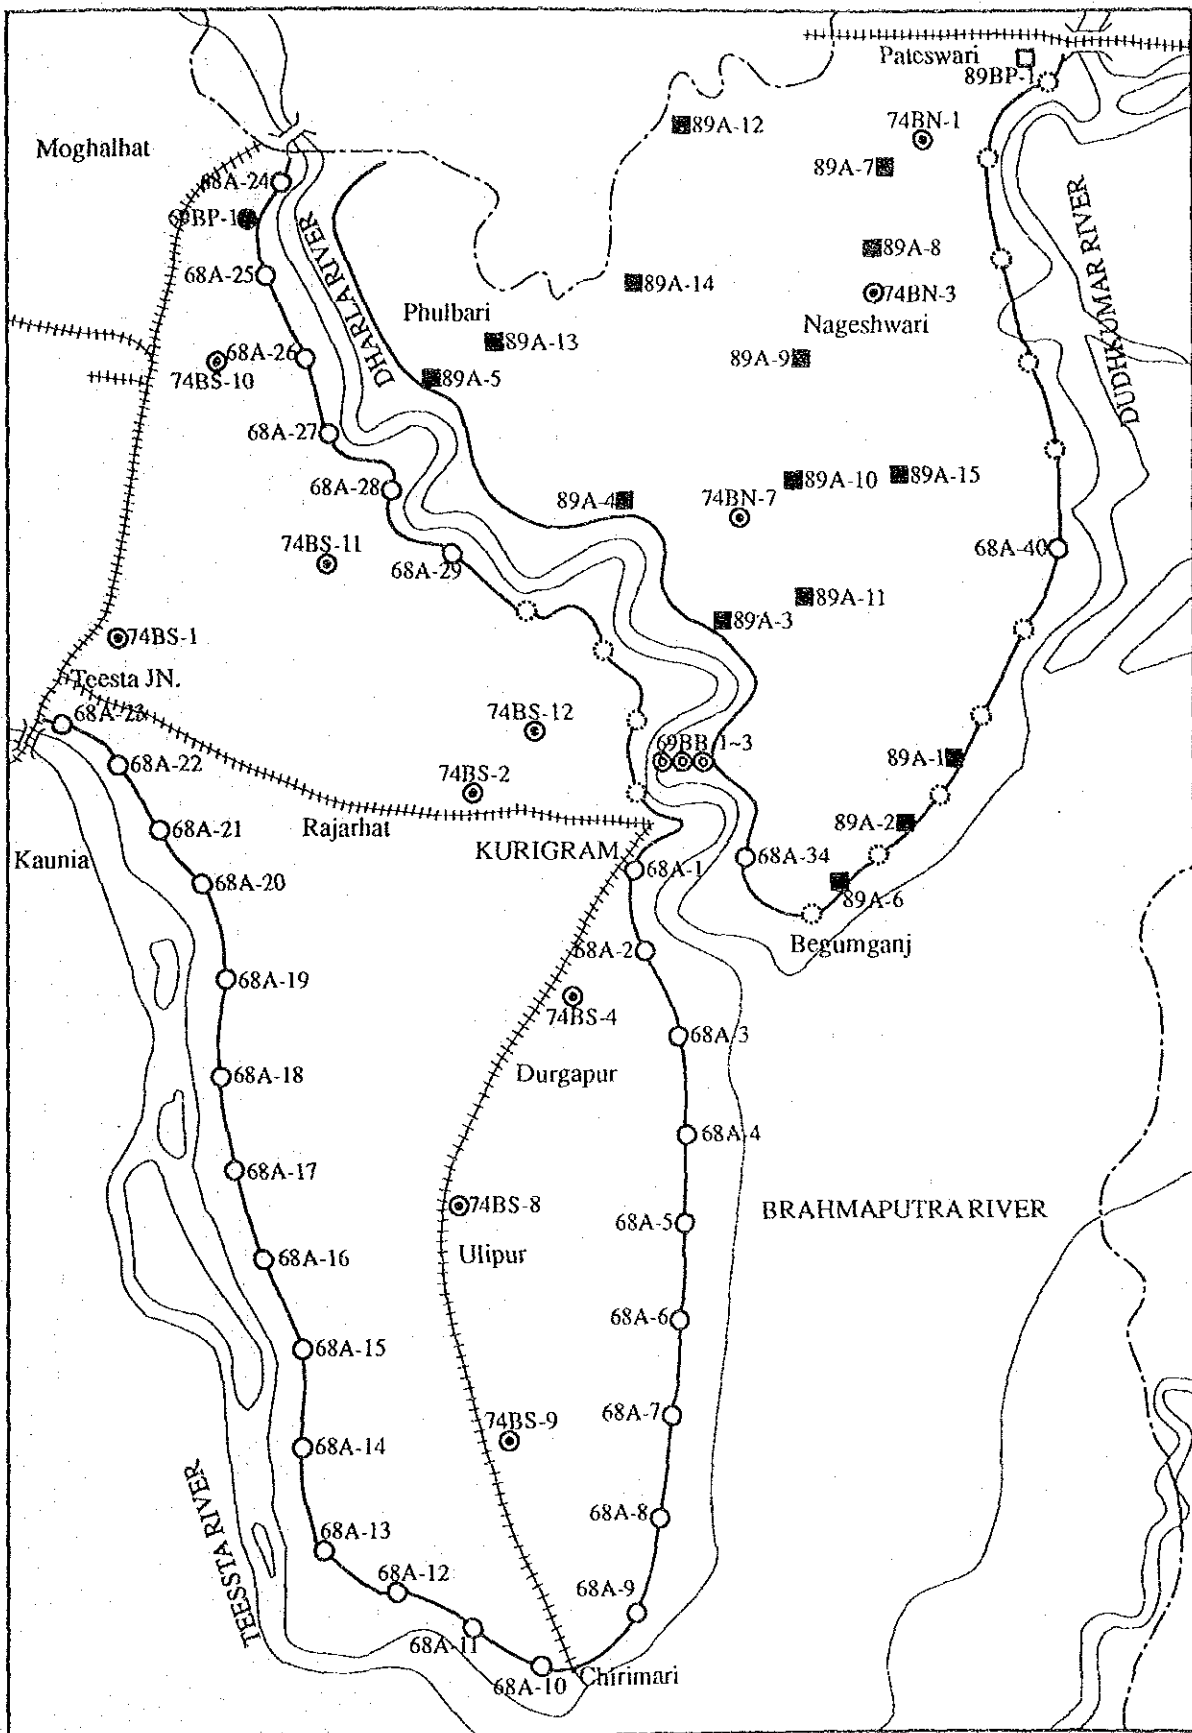 Pateswari
89BP-1
89A-12
74BN-1
Moghalhat
89A-7
68A-24
69BP-1
DHARLA RIVER
DUDHKUMAR RIVER
89A-8
68A-25
89A-14
74BN-3
Phulbari
Nageshwari
89A-13
68A-26
89A-9
74BS-10
89A-5
68A-27
89A-10
89A-15
68A-28
89A-4
74BN-7
74BS-11
68A-29
68A-40
89A-11
89A-3
74BS-1
Teesta JN.
68A-23
74BS-12
69BB 1~3
68A-22
89A-1
74BS-2
68A-21
Rajarhat
89A-2
KURIGRAM
Kaunia
68A-34
68A-1
68A-20
89A-6
Begumganj
68A-2
68A-19
74BS-4
68A-3
Durgapur
68A-18
68A-4
68A-17
74BS-8
BRAHMAPUTRA RIVER
68A-5
Ulipur
68A-16
68A-6
68A-15
68A-7
74BS-9
68A-14
TEESSTA RIVER
68A-8
68A-13
68A-12
68A-9
68A-11
68A-10
Chirimari